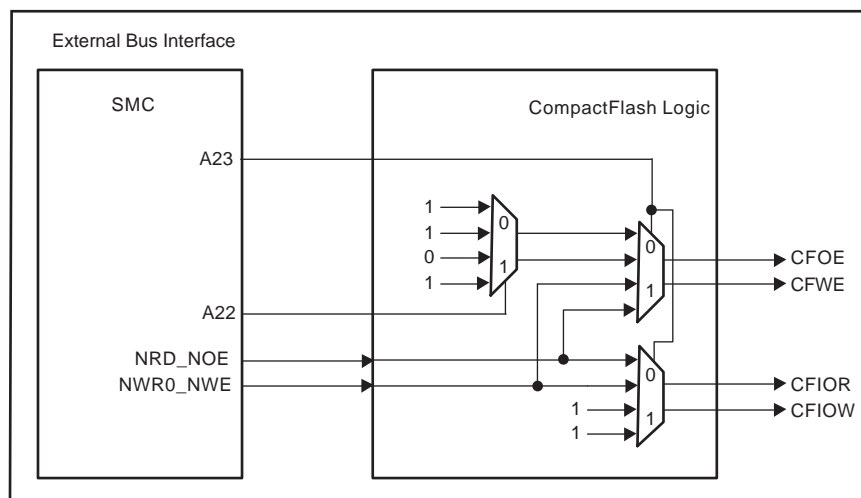 External Bus Interface
SMC
CompactFlash Logic
A23
1
1
0
1
0
1
0
1
CFOE
CFWE
A22
NRD_NOE
NWR0_NWE
1
1
0
1
CFIOR
CFIOW